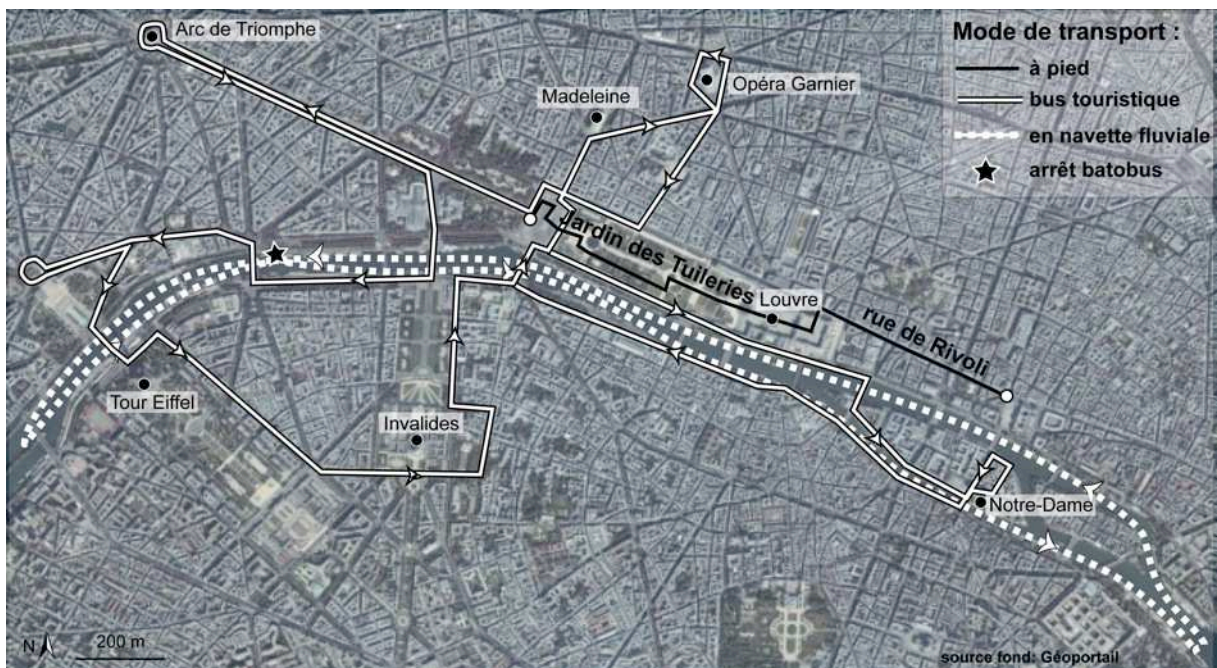 Arc de Triomphe
Opéra Garnier
Madeleine
Mode de transport :
à pied
bus touristique
en navette fluviale
arrêt batobus
Jardin des Tuileries
Louvre
rue de Rivoli
Tour Eiffel
Invalides
Notre-Dame
N
200 m
source fond: Géoportail